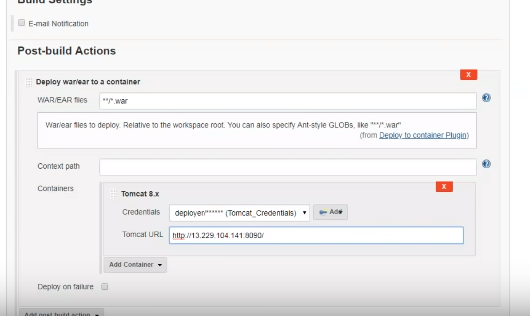 Build Settings
E-mail Notification
Post-build Actions
Deploy war/ear to a container
X
WAR/EAR files
**/*.war
War/ear files to deploy. Relative to the workspace root. You can also specify Ant-style GLOBs, like "**/*.war"
(from Deploy to container Plugin)
Context path
Containers
X
Tomcat 8.x
Credentials
deployer/****** (Tomcat_Credentials)
Add
Tomcat URL
http://13.229.104.141:8090/
Add Container
Deploy on failure
Add post-build action